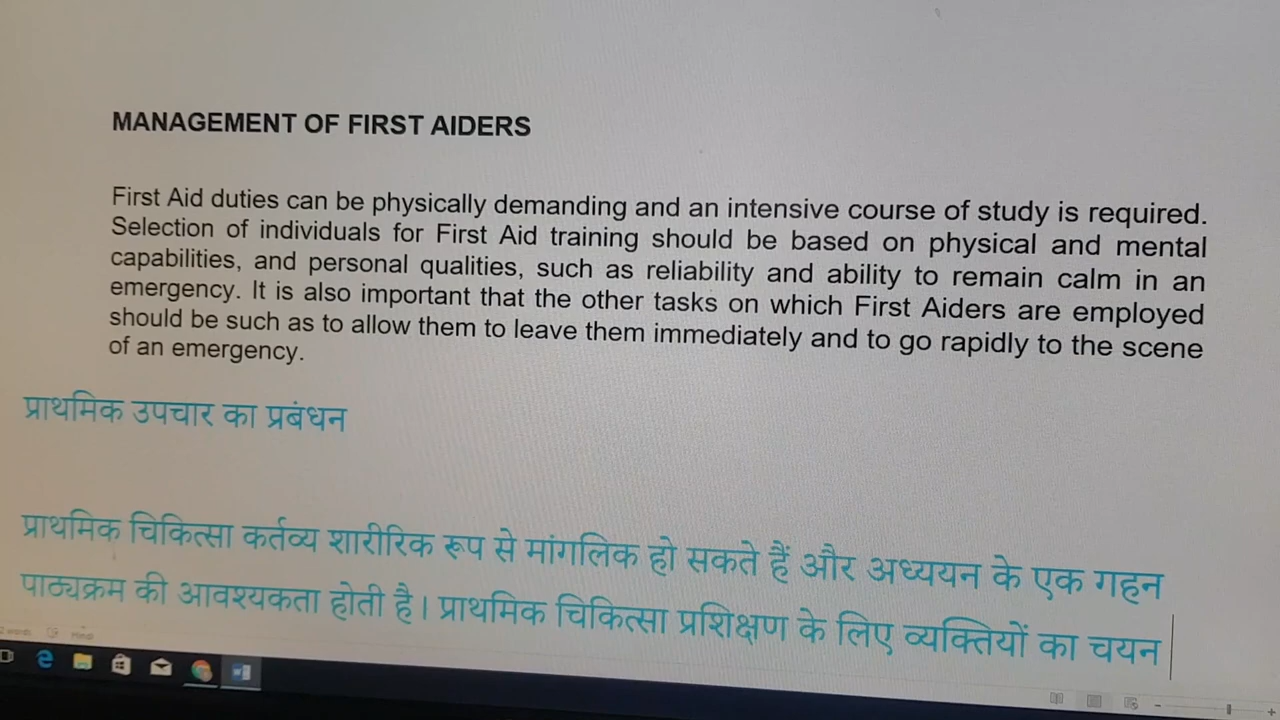 MANAGEMENT OF FIRST AIDERS
First Aid duties can be physically demanding and an intensive course of study is required.
Selection of individuals for First Aid training should be based on physical and mental
capabilities, and personal qualities, such as reliability and ability to remain calm in an
emergency. It is also important that the other tasks on which First Aiders are employed
should be such as to allow them to leave them immediately and to go rapidly to the scene
of an emergency.
प्राथमिक उपचार का प्रबंधन
प्राथमिक चिकित्सा कर्तव्य शारीरिक रूप से मांगलिक हो सकते हैं और अध्ययन के एक गहन
पाठ्यक्रम की आवश्यकता होती है। प्राथमिक चिकित्सा प्रशिक्षण के लिए व्यक्तियों का चयन
words Hindi